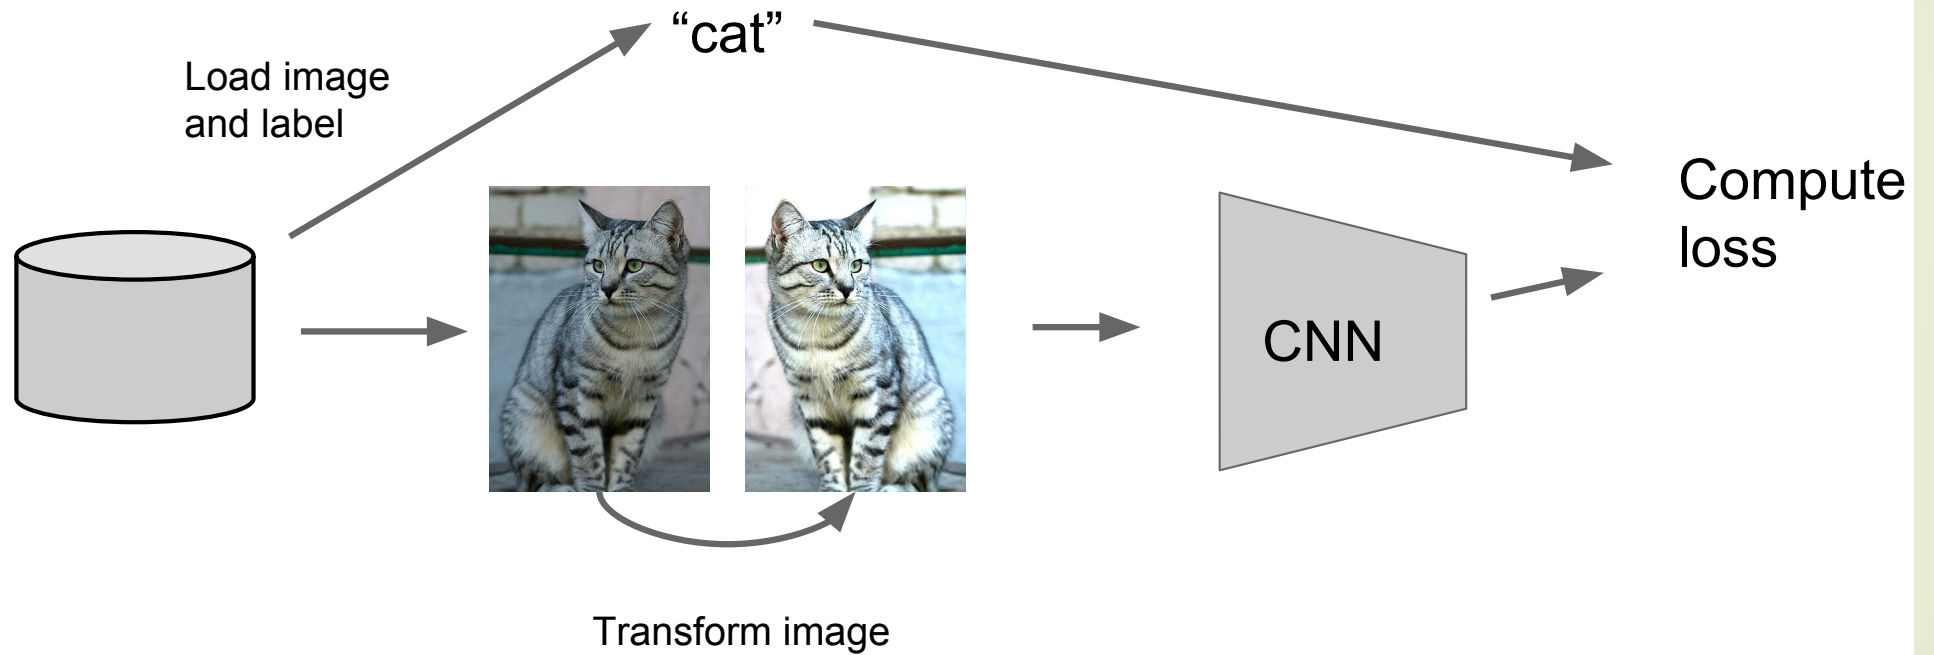 “cat”
Load image
and label
Compute
loss
CNN
Transform image